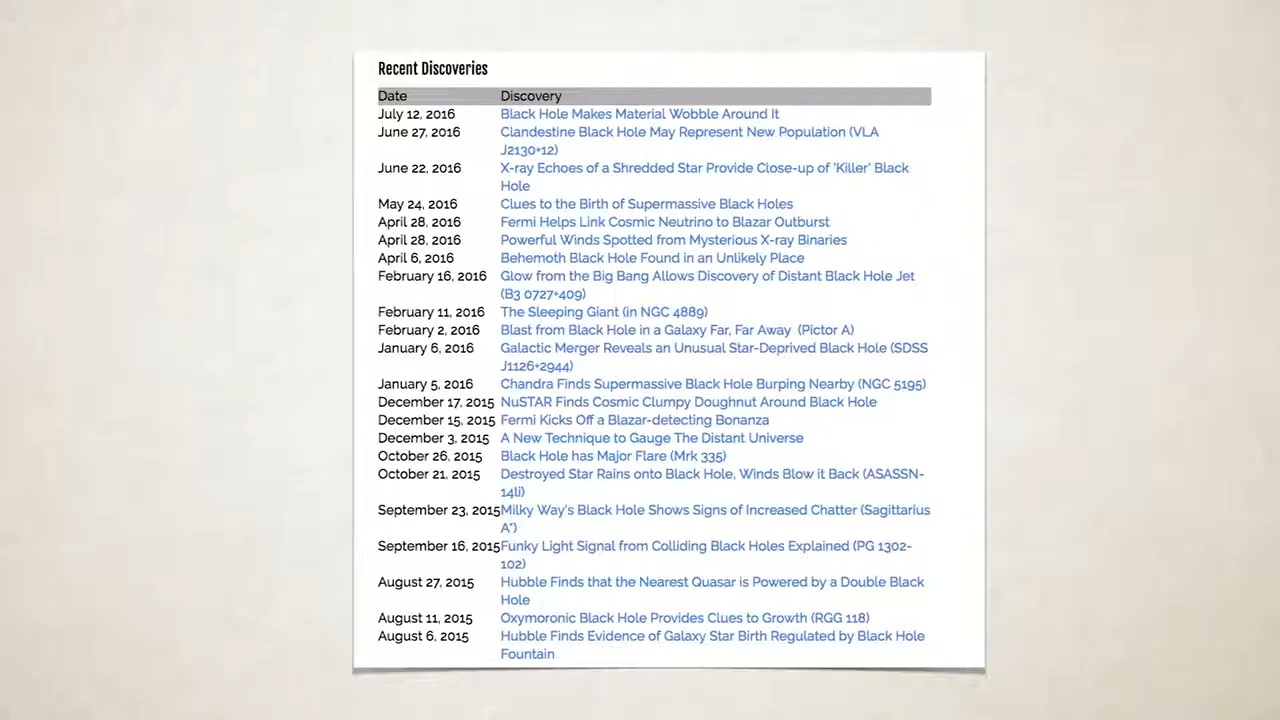 Recent Discoveries
Date Discovery
July 12, 2016 Black Hole Makes Material Wobble Around It
June 27, 2016 Clandestine Black Hole May Represent New Population (VLA
J2130+12)
June 22, 2016 X-ray Echoes of a Shredded Star Provide Close-up of 'Killer' Black
Hole
May 24, 2016 Clues to the Birth of Supermassive Black Holes
April 28, 2016 Fermi Helps Link Cosmic Neutrino to Blazar Outburst
April 28, 2016 Powerful Winds Spotted from Mysterious X-ray Binaries
April 6, 2016 Behemoth Black Hole Found in an Unlikely Place
February 16, 2016 Glow from the Big Bang Allows Discovery of Distant Black Hole Jet
(B3 0727+409)
February 11, 2016 The Sleeping Giant (in NGC 4889)
February 2, 2016 Blast from Black Hole in a Galaxy Far, Far Away (Pictor A)
January 6, 2016 Galactic Merger Reveals an Unusual Star-Deprived Black Hole (SDSS
J1126+2944)
January 5, 2016 Chandra Finds Supermassive Black Hole Burping Nearby (NGC 5195)
December 17, 2015 NuSTAR Finds Cosmic Clumpy Doughnut Around Black Hole
December 15, 2015 Fermi Kicks Off a Blazar-detecting Bonanza
December 3, 2015 A New Technique to Gauge The Distant Universe
October 26, 2015 Black Hole has Major Flare (Mrk 335)
October 21, 2015 Destroyed Star Rains onto Black Hole, Winds Blow it Back (ASASSN-
14li)
September 23, 2015 Milky Way's Black Hole Shows Signs of Increased Chatter (Sagittarius
A*)
September 16, 2015 Funky Light Signal from Colliding Black Holes Explained (PG 1302-
102)
August 27, 2015 Hubble Finds that the Nearest Quasar is Powered by a Double Black
Hole
August 11, 2015 Oxymoronic Black Hole Provides Clues to Growth (RGG 118)
August 6, 2015 Hubble Finds Evidence of Galaxy Star Birth Regulated by Black Hole
Fountain